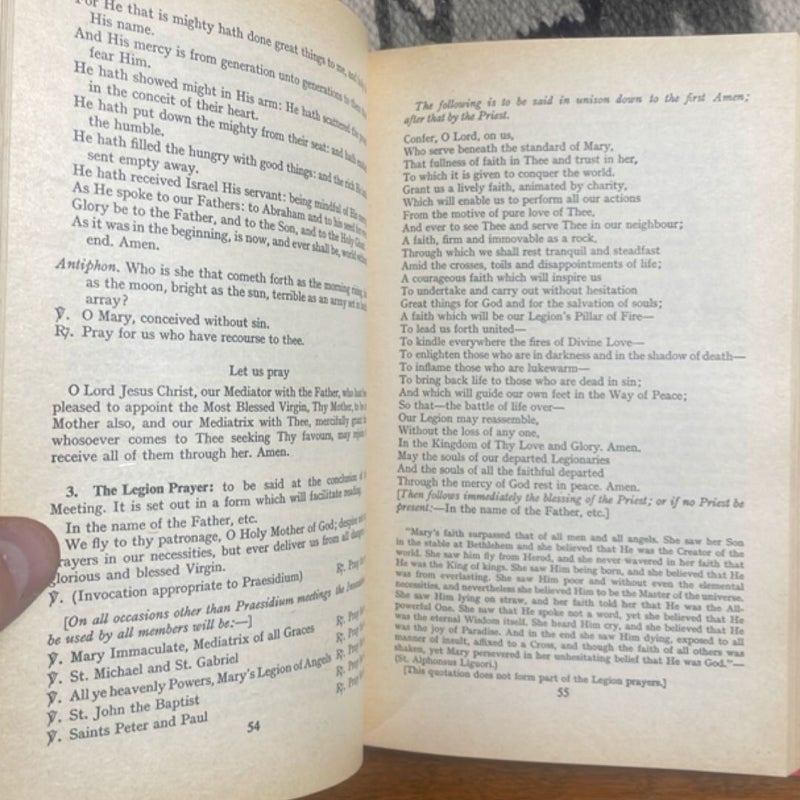 For He that is mighty hath done great things to me, and
His name.
And His mercy is from generation unto generations to them
fear Him.
He hath showed might in His arm: He hath scattered the
in the conceit of their heart.
He hath put down the mighty from their seat: and hath
the humble.
He hath filled the hungry with good things: and the rich He
sent empty away.
He hath received Israel His servant: being mindful of His
As He spoke to our Fathers: to Abraham and to his seed
Glory be to the Father, and to the Son, and to the Holy
As it was in the beginning, is now, and ever shall be, world
end. Amen.
Antiphon. Who is she that cometh forth as the morning
as the moon, bright as the sun, terrible as an army set in
array?
℣. O Mary, conceived without sin.
℟. Pray for us who have recourse to thee.
Let us pray
O Lord Jesus Christ, our Mediator with the Father, who
pleased to appoint the Most Blessed Virgin, Thy Mother, to be
Mother also, and our Mediatrix with Thee, mercifully grant
whosoever comes to Thee seeking Thy favours, may
receive all of them through her. Amen.
3. The Legion Prayer: to be said at the conclusion of
Meeting. It is set out in a form which will facilitate reading.
In the name of the Father, etc.
We fly to thy patronage, O Holy Mother of God; despise not
rayers in our necessities, but ever deliver us from all
glorious and blessed Virgin.
℣. (Invocation appropriate to Praesidium) ℟. Pray
[On all occasions other than Praesidium meetings the
be used by all members will be:—]
℣. Mary Immaculate, Mediatrix of all Graces ℟. Pray
℣. St. Michael and St. Gabriel ℟. Pray
℣. All ye heavenly Powers, Mary's Legion of Angels ℟. Pray
℣. St. John the Baptist ℟. Pray
℣. Saints Peter and Paul ℟. Pray
54
The following is to be said in unison down to the first Amen;
after that by the Priest.
Confer, O Lord, on us,
Who serve beneath the standard of Mary,
That fullness of faith in Thee and trust in her,
To which it is given to conquer the world.
Grant us a lively faith, animated by charity,
Which will enable us to perform all our actions
From the motive of pure love of Thee,
And ever to see Thee and serve Thee in our neighbour;
A faith, firm and immovable as a rock,
Through which we shall rest tranquil and steadfast
Amid the crosses, toils and disappointments of life;
A courageous faith which will inspire us
To undertake and carry out without hesitation
Great things for God and for the salvation of souls;
A faith which will be our Legion's Pillar of Fire—
To lead us forth united—
To kindle everywhere the fires of Divine Love—
To enlighten those who are in darkness and in the shadow of death—
To inflame those who are lukewarm—
To bring back life to those who are dead in sin;
And which will guide our own feet in the Way of Peace;
So that—the battle of life over—
Our Legion may reassemble,
Without the loss of any one,
In the Kingdom of Thy Love and Glory. Amen.
May the souls of our departed Legionaries
And the souls of all the faithful departed
Through the mercy of God rest in peace. Amen.
[Then follows immediately the blessing of the Priest; or if no Priest be
present:—In the name of the Father, etc.]
"Mary's faith surpassed that of all men and all angels. She saw her Son
in the stable at Bethlehem and she believed that He was the Creator of the
world. She saw him fly from Herod, and she never wavered in her faith that
He was the King of kings. She saw Him being born, and she believed that He
was from everlasting. She saw Him poor and without even the elemental
necessities, and nevertheless she believed Him to be the Master of the universe.
She saw Him lying on straw, and her faith told her that He was the All-
powerful One. She saw that He spoke not a word, yet she believed that He
was the eternal Wisdom itself. She heard Him cry, and she believed that He
was the joy of Paradise. And in the end she saw Him dying, exposed to all
manner of insult, affixed to a Cross, and though the faith of all others was
shaken, yet Mary persevered in her unhesitating belief that He was God."—
(St. Alphonsus Liguori.)
[This quotation does not form part of the Legion prayers.]
55